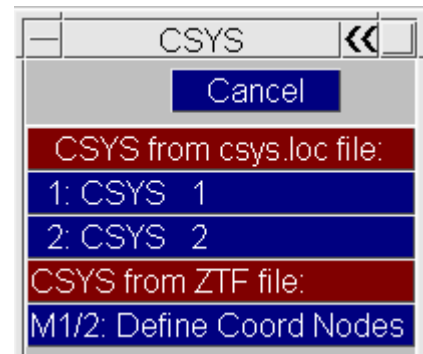 CSYS
Cancel
CSYS from csys.loc file:
1: CSYS 1
2: CSYS 2
CSYS from ZTF file:
M1/2: Define Coord Nodes